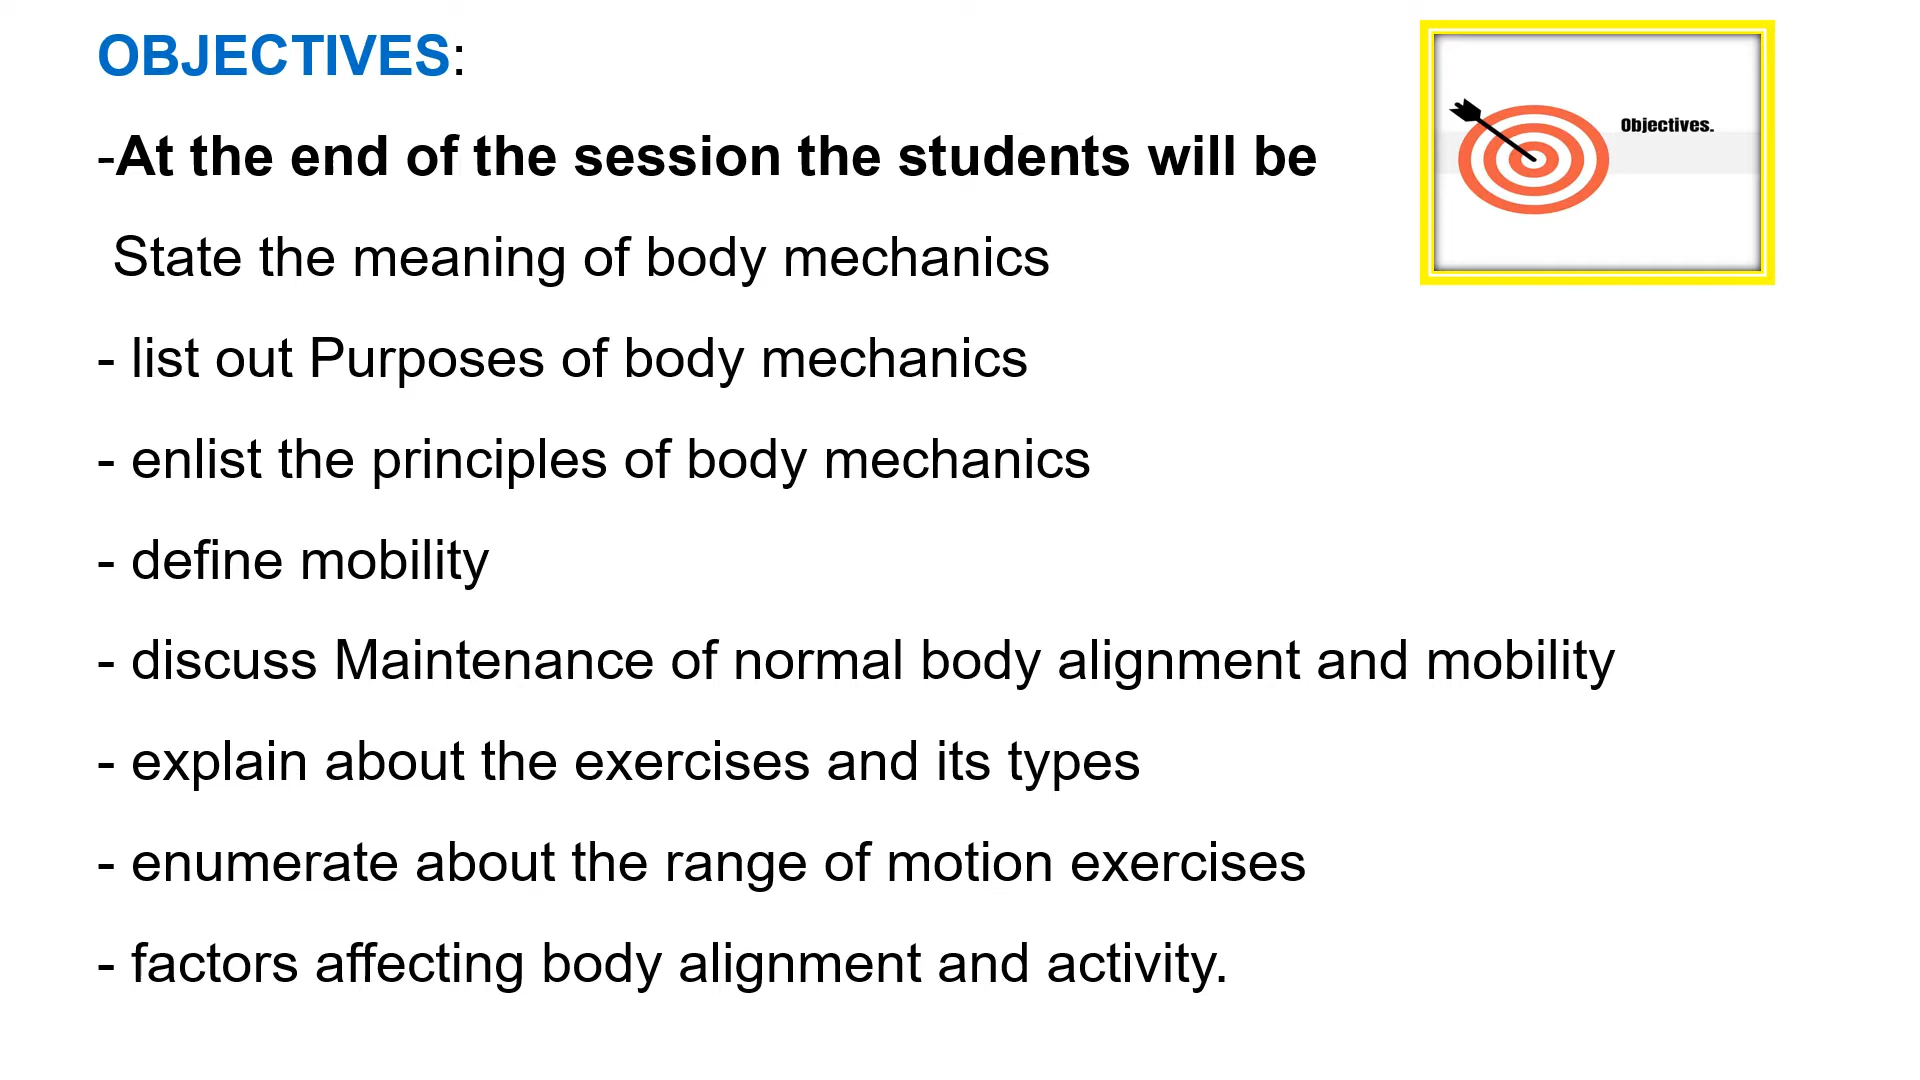 OBJECTIVES:
-At the end of the session the students will be
State the meaning of body mechanics
- list out Purposes of body mechanics
- enlist the principles of body mechanics
- define mobility
- discuss Maintenance of normal body alignment and mobility
- explain about the exercises and its types
- enumerate about the range of motion exercises
- factors affecting body alignment and activity.
Objectives.